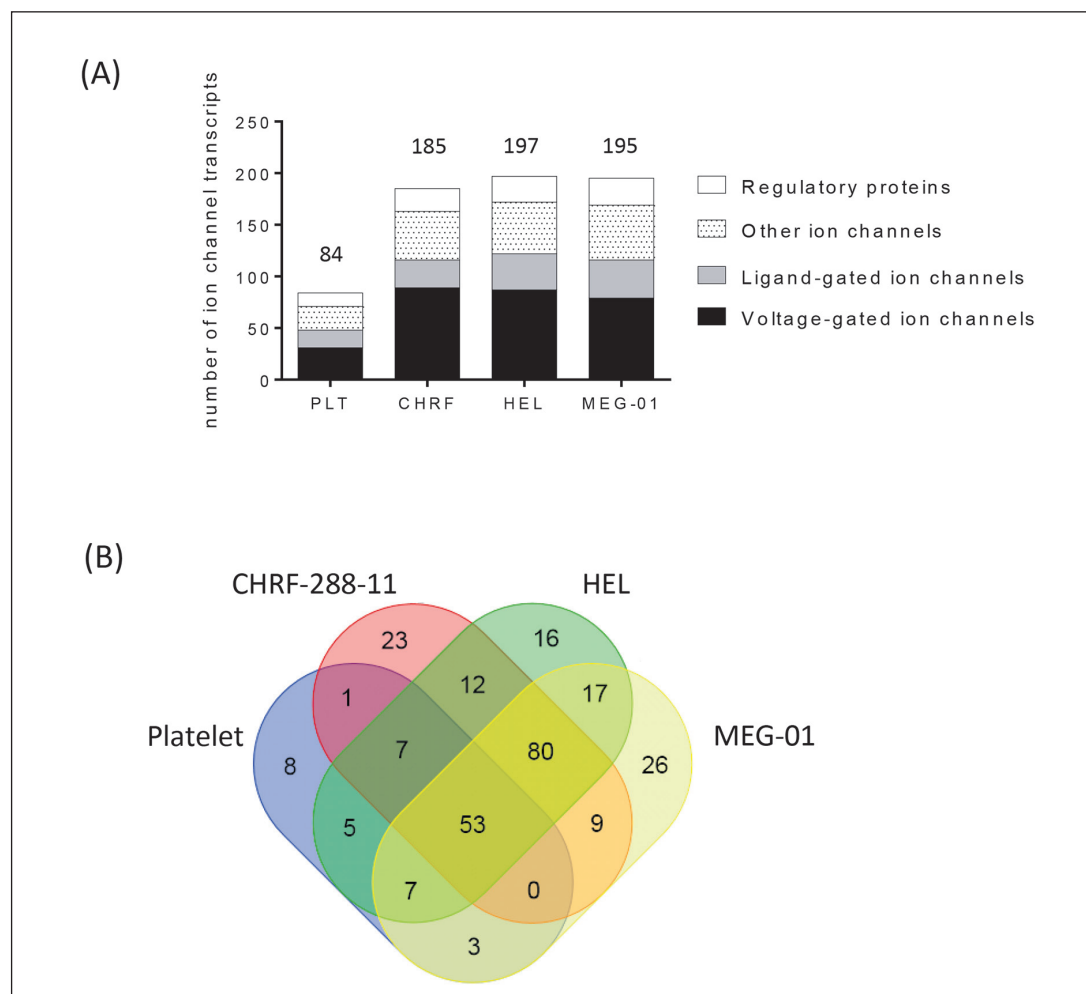 (A)
number of ion channel transcripts
250
200
150
100
50
0
84
185
197
195
PLT
CHRF
HEL
MEG-01
Regulatory proteins
Other ion channels
Ligand-gated ion channels
Voltage-gated ion channels
(B)
CHRF-288-11
HEL
Platelet
MEG-01
23
16
1
12
17
8
7
80
26
5
53
9
7
0
3